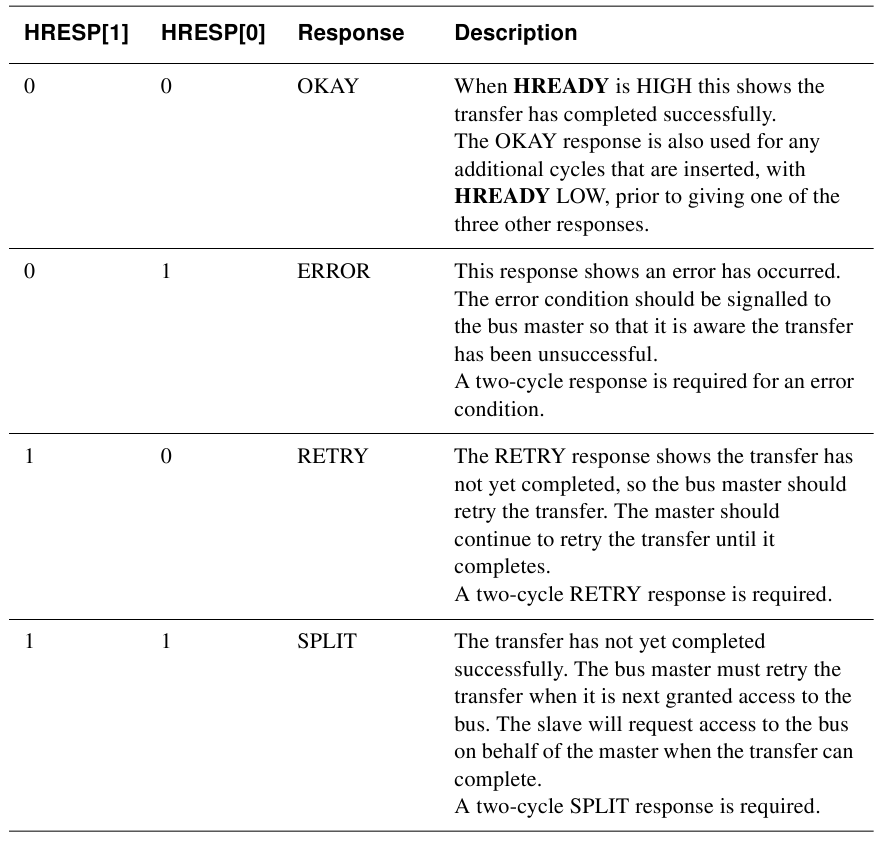 HRESP[1] HRESP[0] Response Description
0 0 OKAY When HREADY is HIGH this shows the
transfer has completed successfully.
The OKAY response is also used for any
additional cycles that are inserted, with
HREADY LOW, prior to giving one of the
three other responses.
0 1 ERROR This response shows an error has occurred.
The error condition should be signalled to
the bus master so that it is aware the transfer
has been unsuccessful.
A two-cycle response is required for an error
condition.
1 0 RETRY The RETRY response shows the transfer has
not yet completed, so the bus master should
retry the transfer. The master should
continue to retry the transfer until it
completes.
A two-cycle RETRY response is required.
1 1 SPLIT The transfer has not yet completed
successfully. The bus master must retry the
transfer when it is next granted access to the
bus. The slave will request access to the bus
on behalf of the master when the transfer can
complete.
A two-cycle SPLIT response is required.